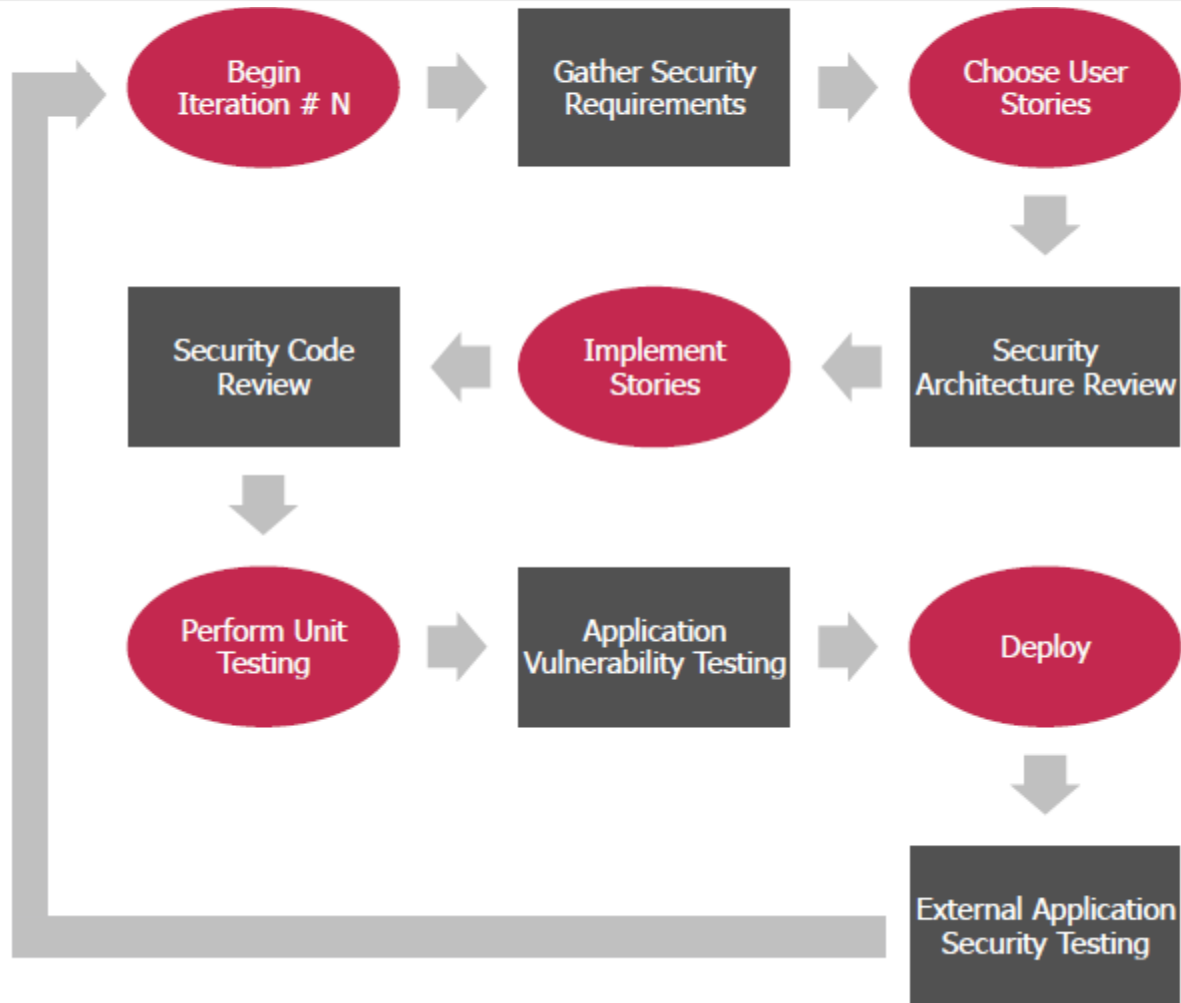 Begin
Iteration # N
Gather Security
Requirements
Choose User
Stories
Security Code
Review
Implement
Stories
Security
Architecture Review
Perform Unit
Testing
Application
Vulnerability Testing
Deploy
External Application
Security Testing